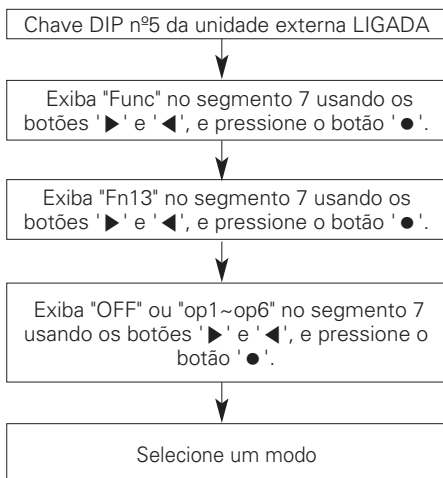 Chave DIP nº5 da unidade externa LIGADA
Exiba "Func" no segmento 7 usando os
botões '▶' e '◀', e pressione o botão '●'.
Exiba "Fn13" no segmento 7 usando os
botões '▶' e '◀', e pressione o botão '●'.
Exiba "OFF" ou "op1~op6" no segmento 7
usando os botões '▶' e '◀', e pressione o
botão '●'.
Selecione um modo